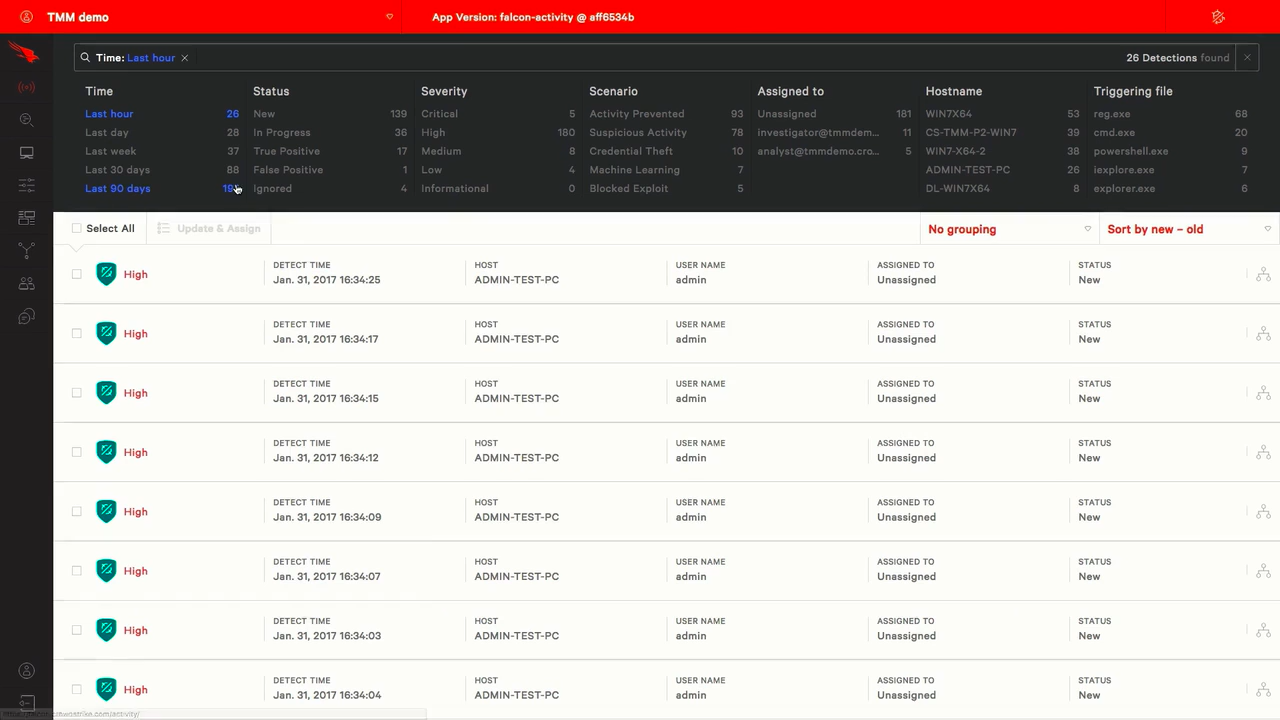 TMM demo
App Version: falcon-activity @ aff6534b
Time: Last hour
26 Detections found
Time Status Severity Scenario Assigned to Hostname Triggering file
Last hour 26 New 139 Critical 5 Activity Prevented 93 Unassigned 181 WIN7X64 53 reg.exe 68
Last day 28 In Progress 36 High 180 Suspicious Activity 78 investigator@tmmdem... 11 CS-TMM-P2-WIN7 39 cmd.exe 20
Last week 37 True Positive 17 Medium 8 Credential Theft 10 analyst@tmmdemo.cro... 5 WIN7-X64-2 38 powershell.exe 9
Last 30 days 88 False Positive 1 Low 4 Machine Learning 7 ADMIN-TEST-PC 26 iexplore.exe 7
Last 90 days Ignored 4 Informational 0 Blocked Exploit 5 DL-WIN7X64 8 explorer.exe 6
Select All Update & Assign No grouping Sort by new – old
High DETECT TIME HOST USER NAME ASSIGNED TO STATUS
Jan. 31, 2017 16:34:25 ADMIN-TEST-PC admin Unassigned New
High DETECT TIME HOST USER NAME ASSIGNED TO STATUS
Jan. 31, 2017 16:34:17 ADMIN-TEST-PC admin Unassigned New
High DETECT TIME HOST USER NAME ASSIGNED TO STATUS
Jan. 31, 2017 16:34:15 ADMIN-TEST-PC admin Unassigned New
High DETECT TIME HOST USER NAME ASSIGNED TO STATUS
Jan. 31, 2017 16:34:12 ADMIN-TEST-PC admin Unassigned New
High DETECT TIME HOST USER NAME ASSIGNED TO STATUS
Jan. 31, 2017 16:34:09 ADMIN-TEST-PC admin Unassigned New
High DETECT TIME HOST USER NAME ASSIGNED TO STATUS
Jan. 31, 2017 16:34:07 ADMIN-TEST-PC admin Unassigned New
High DETECT TIME HOST USER NAME ASSIGNED TO STATUS
Jan. 31, 2017 16:34:03 ADMIN-TEST-PC admin Unassigned New
High DETECT TIME HOST USER NAME ASSIGNED TO STATUS
Jan. 31, 2017 16:34:04 ADMIN-TEST-PC admin Unassigned New